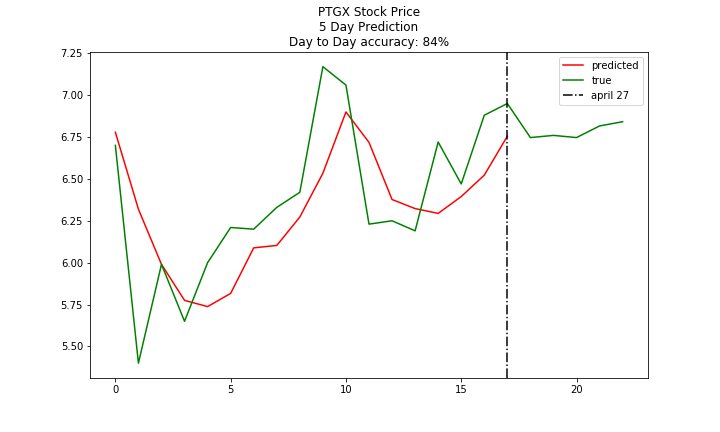 PTGX Stock Price
5 Day Prediction
Day to Day accuracy: 84%
7.25
7.00
6.75
6.50
6.25
6.00
5.75
5.50
0 5 10 15 20
predicted
true
april 27